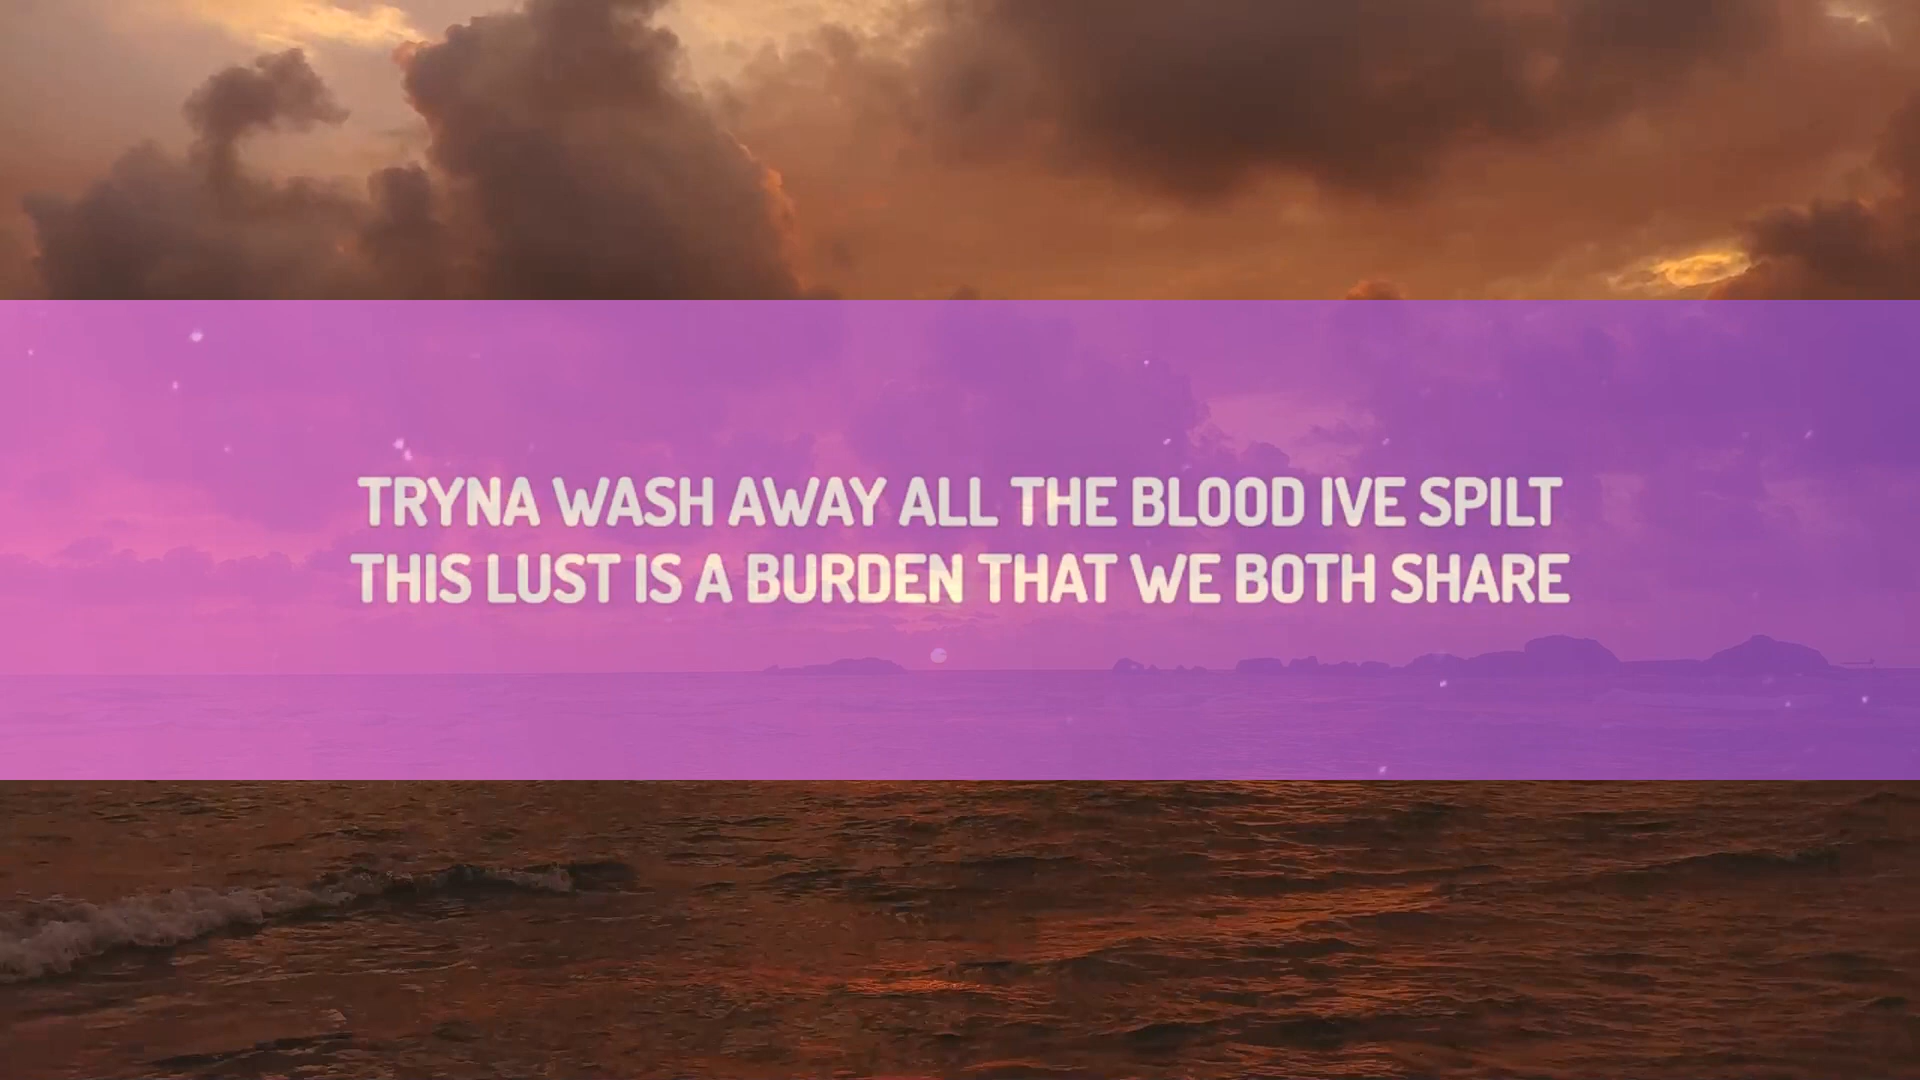 TRYNA WASH AWAY ALL THE BLOOD IVE SPILT
THIS LUST IS A BURDEN THAT WE BOTH SHARE